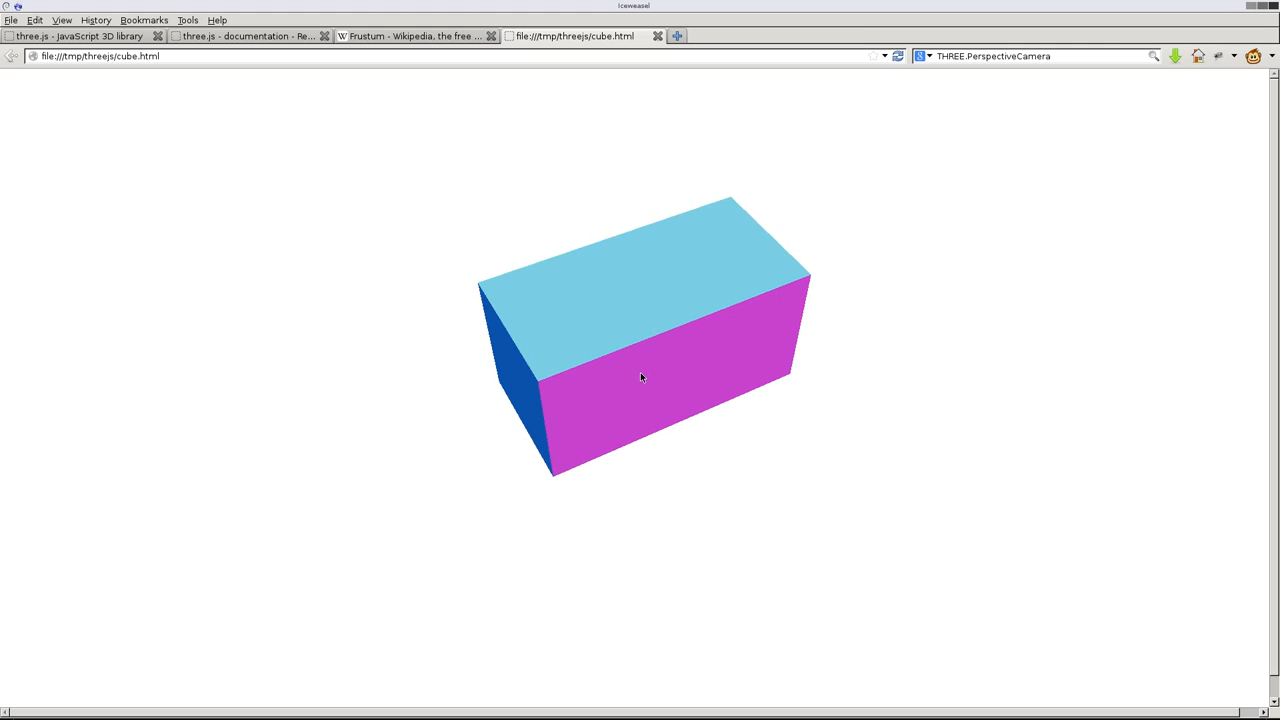 Iceweasel
File Edit View History Bookmarks Tools Help
three.js - JavaScript 3D library three.js - documentation - Re... Frustum - Wikipedia, the free ... file:///tmp/threejs/cube.html
file:///tmp/threejs/cube.html THREE.PerspectiveCamera